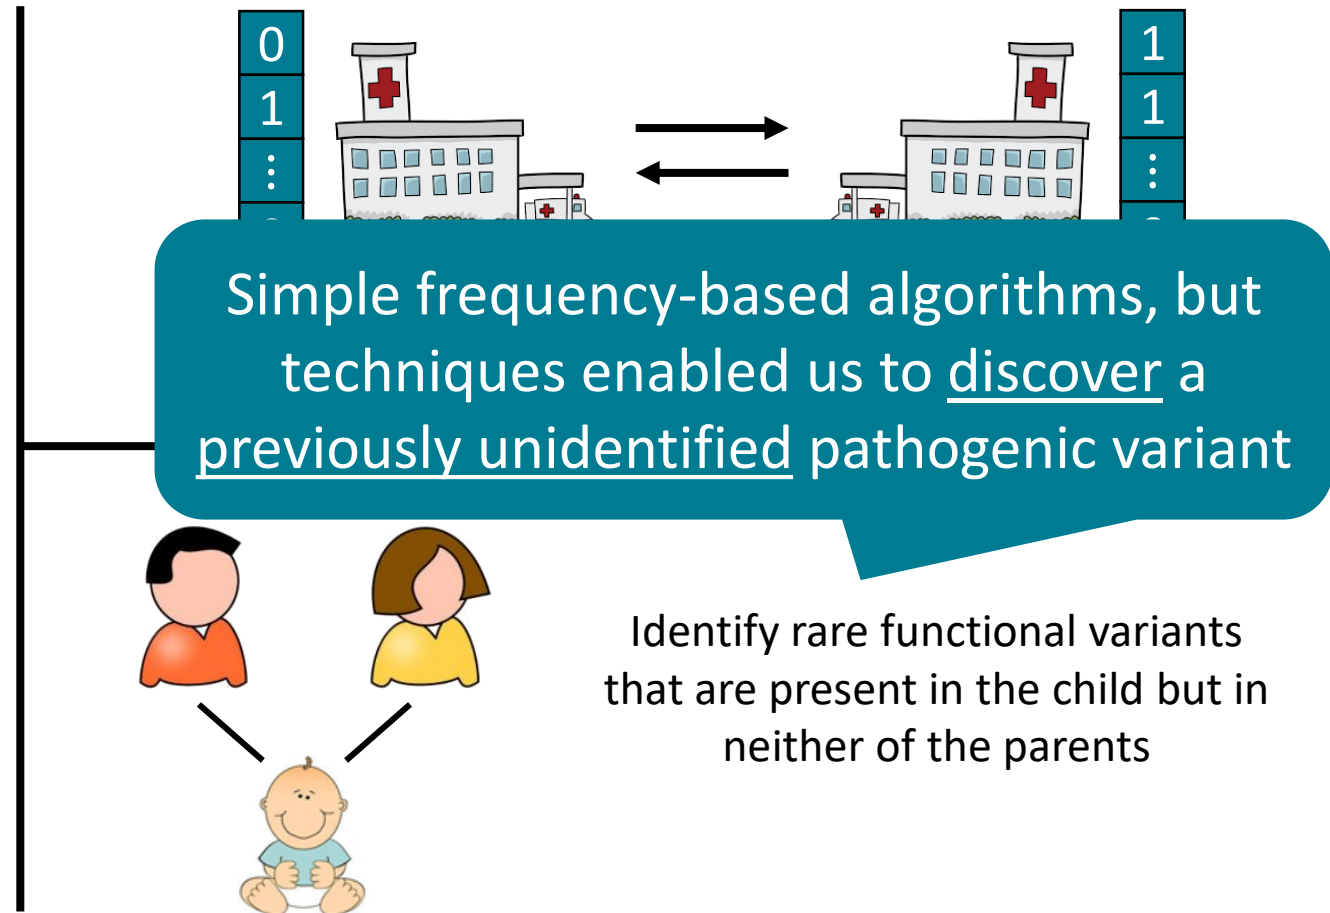 0
1
⋮
1
1
⋮
Simple frequency-based algorithms, but
techniques enabled us to discover a
previously unidentified pathogenic variant
Identify rare functional variants
that are present in the child but in
neither of the parents